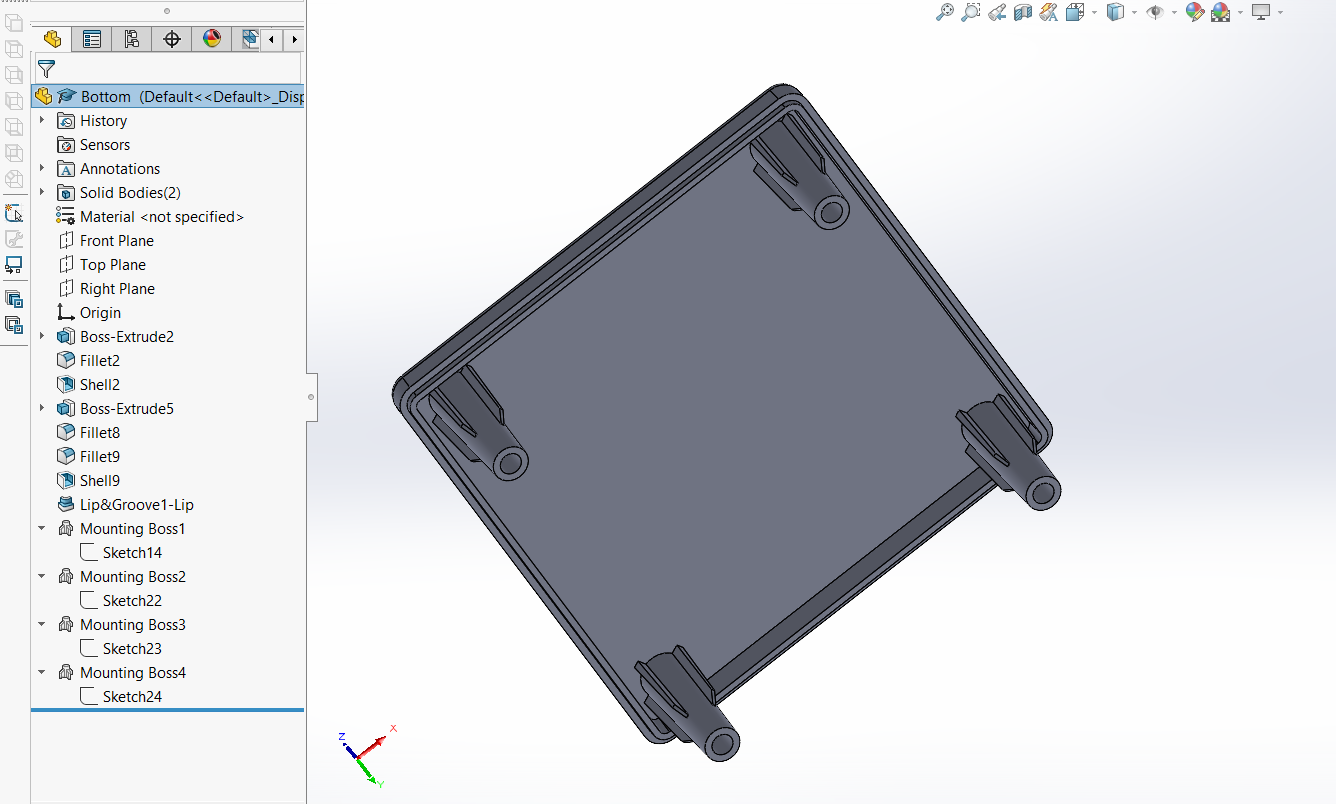 Bottom (Default<<Default>_Disp
History
Sensors
A Annotations
Solid Bodies(2)
Material <not specified>
Front Plane
Top Plane
Right Plane
Origin
Boss-Extrude2
Fillet2
Shell2
Boss-Extrude5
Fillet8
Fillet9
Shell9
Lip&Groove1-Lip
Mounting Boss1
Sketch14
Mounting Boss2
Sketch22
Mounting Boss3
Sketch23
Mounting Boss4
Sketch24
Z
X
Y